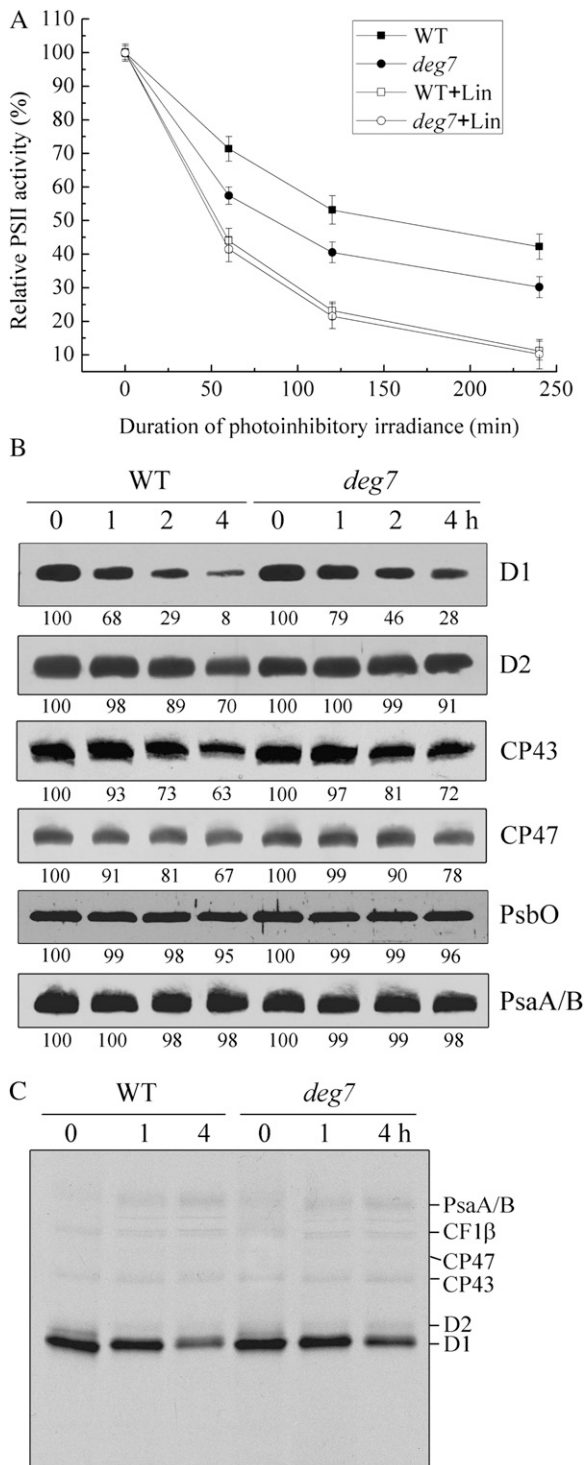 A
110
100
90
80
70
60
50
40
30
20
10
Relative PSII activity (%)
WT
deg7
WT+Lin
deg7+Lin
0 50 100 150 200 250
Duration of photoinhibitory irradiance (min)
B
WT deg7
0 1 2 4 0 1 2 4 h
D1
100 68 29 8 100 79 46 28
D2
100 98 89 70 100 100 99 91
CP43
100 93 73 63 100 97 81 72
CP47
100 91 81 67 100 99 90 78
PsbO
100 99 98 95 100 99 99 96
PsaA/B
100 100 98 98 100 99 99 98
C
WT deg7
0 1 4 0 1 4 h
PsaA/B
CF1β
CP47
CP43
D2
D1